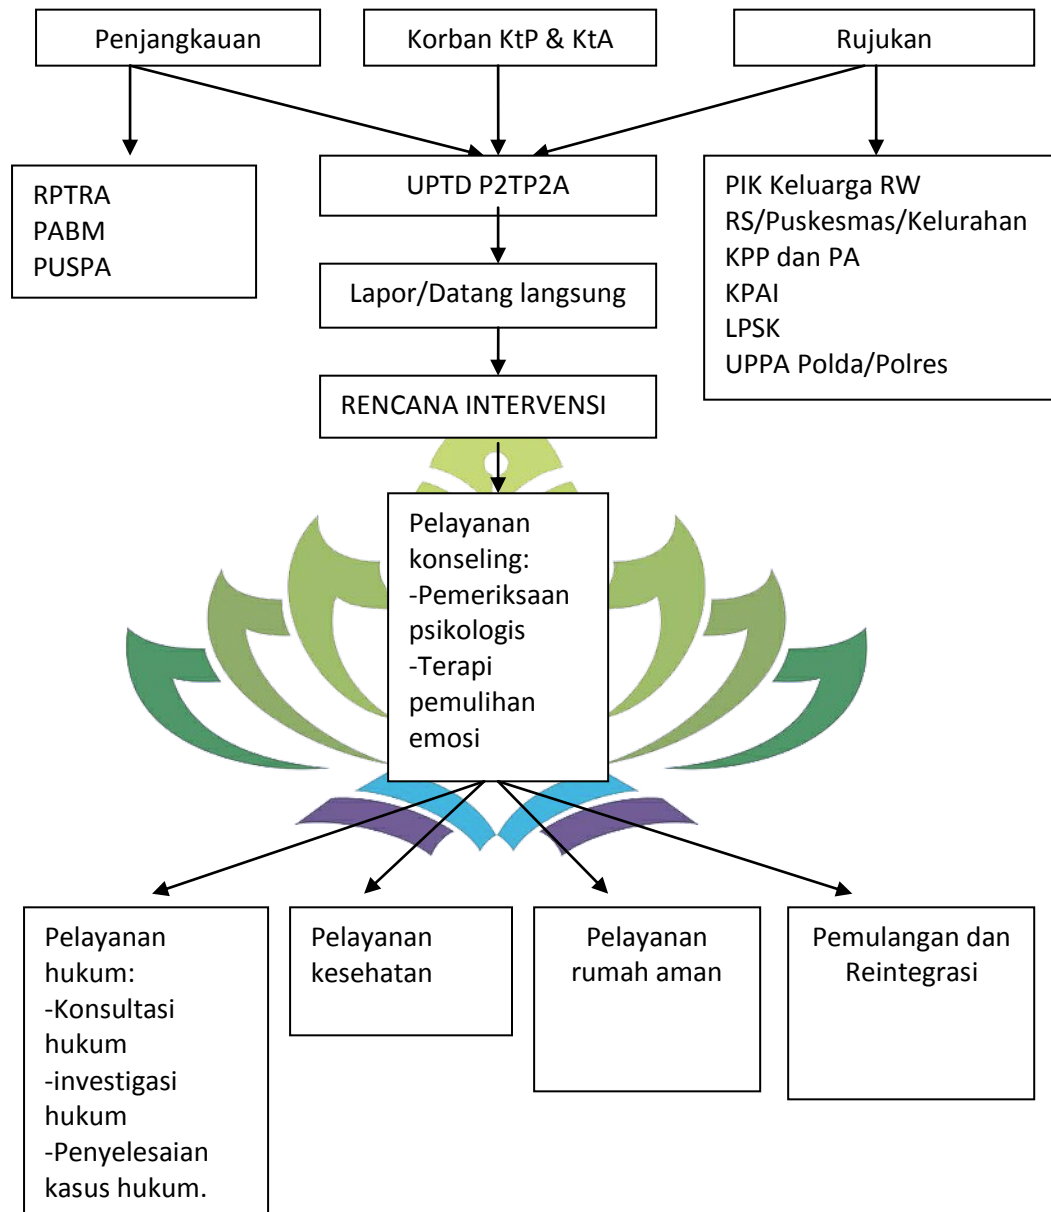 Penjangkauan
Korban KtP & KtA
Rujukan
RPTRA
PABM
PUSPA
UPTD P2TP2A
PIK Keluarga RW
RS/Puskesmas/Kelurahan
KPP dan PA
KPAI
LPSK
UPPA Polda/Polres
Lapor/Datang langsung
RENCANA INTERVENSI
Pelayanan
konseling:
-Pemeriksaan
psikologis
-Terapi
pemulihan
emosi
Pelayanan
hukum:
-Konsultasi
hukum
-investigasi
hukum
-Penyelesaian
kasus hukum.
Pelayanan
kesehatan
Pelayanan
rumah aman
Pemulangan dan
Reintegrasi